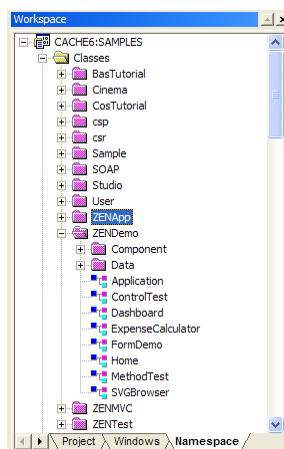 Workspace
CACHE6:SAMPLES
Classes
BasTutorial
Cinema
CosTutorial
csp
csr
Sample
SOAP
Studio
User
ZENApp
ZENDemo
Component
Data
Application
ControlTest
Dashboard
ExpenseCalculator
FormDemo
Home
MethodTest
SVGBrowser
ZENMVC
ZENTest
Project Windows Namespace